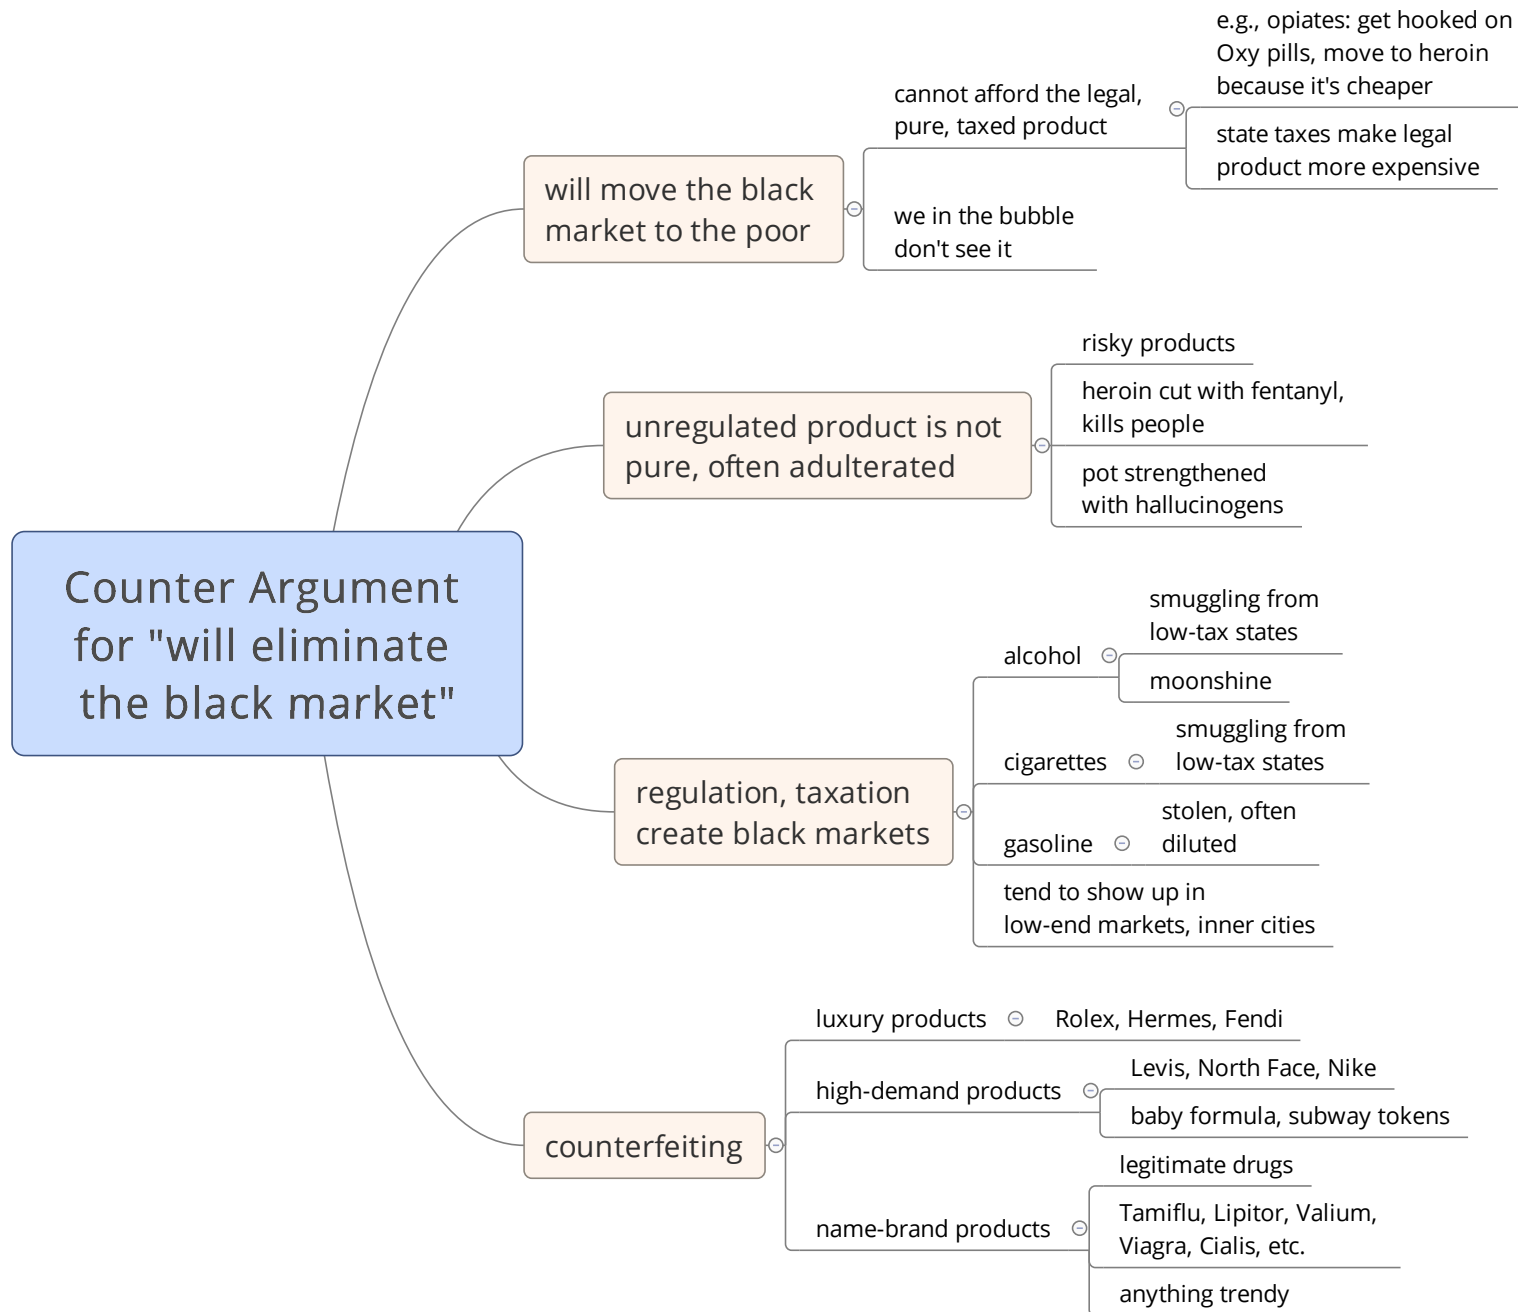 Counter Argument
for "will eliminate
the black market"
will move the black
market to the poor
cannot afford the legal,
pure, taxed product
e.g., opiates: get hooked on
Oxy pills, move to heroin
because it's cheaper
state taxes make legal
product more expensive
we in the bubble
don't see it
unregulated product is not
pure, often adulterated
risky products
heroin cut with fentanyl,
kills people
pot strengthened
with hallucinogens
regulation, taxation
create black markets
alcohol
smuggling from
low-tax states
moonshine
cigarettes
smuggling from
low-tax states
gasoline
stolen, often
diluted
tend to show up in
low-end markets, inner cities
counterfeiting
luxury products
Rolex, Hermes, Fendi
high-demand products
Levis, North Face, Nike
baby formula, subway tokens
name-brand products
legitimate drugs
Tamiflu, Lipitor, Valium,
Viagra, Cialis, etc.
anything trendy